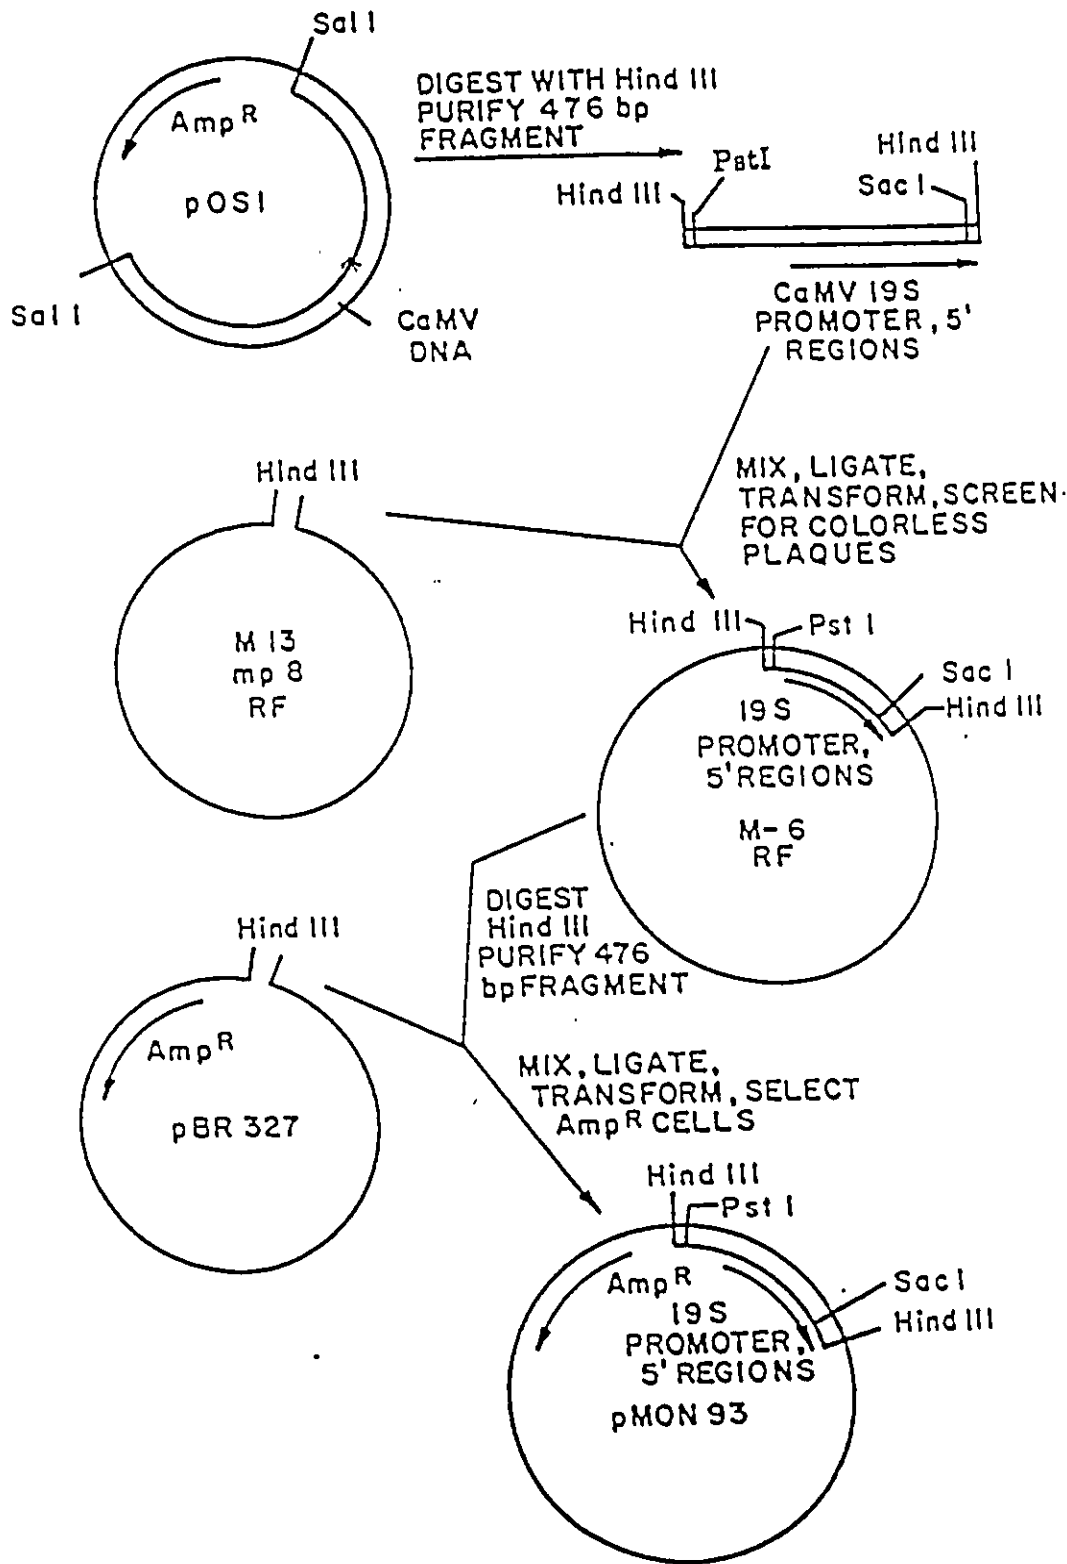 Sal I
Amp R
pOS1
Sal I
CaMV
DNA
DIGEST WITH Hind III
PURIFY 476 bp
FRAGMENT
Hind III
PstI
Hind III
Sac I
CaMV 19S
PROMOTER, 5'
REGIONS
Hind III
M 13
mp 8
RF
MIX, LIGATE,
TRANSFORM, SCREEN
FOR COLORLESS
PLAQUES
Hind III
Pst I
Sac I
Hind III
19S
PROMOTER,
5' REGIONS
M-6
RF
DIGEST
Hind III
PURIFY 476
bp FRAGMENT
Hind III
Amp R
pBR 327
MIX, LIGATE,
TRANSFORM, SELECT
Amp R CELLS
Hind III
Pst I
Sac I
Hind III
Amp R
19S
PROMOTER,
5' REGIONS
pMON 93